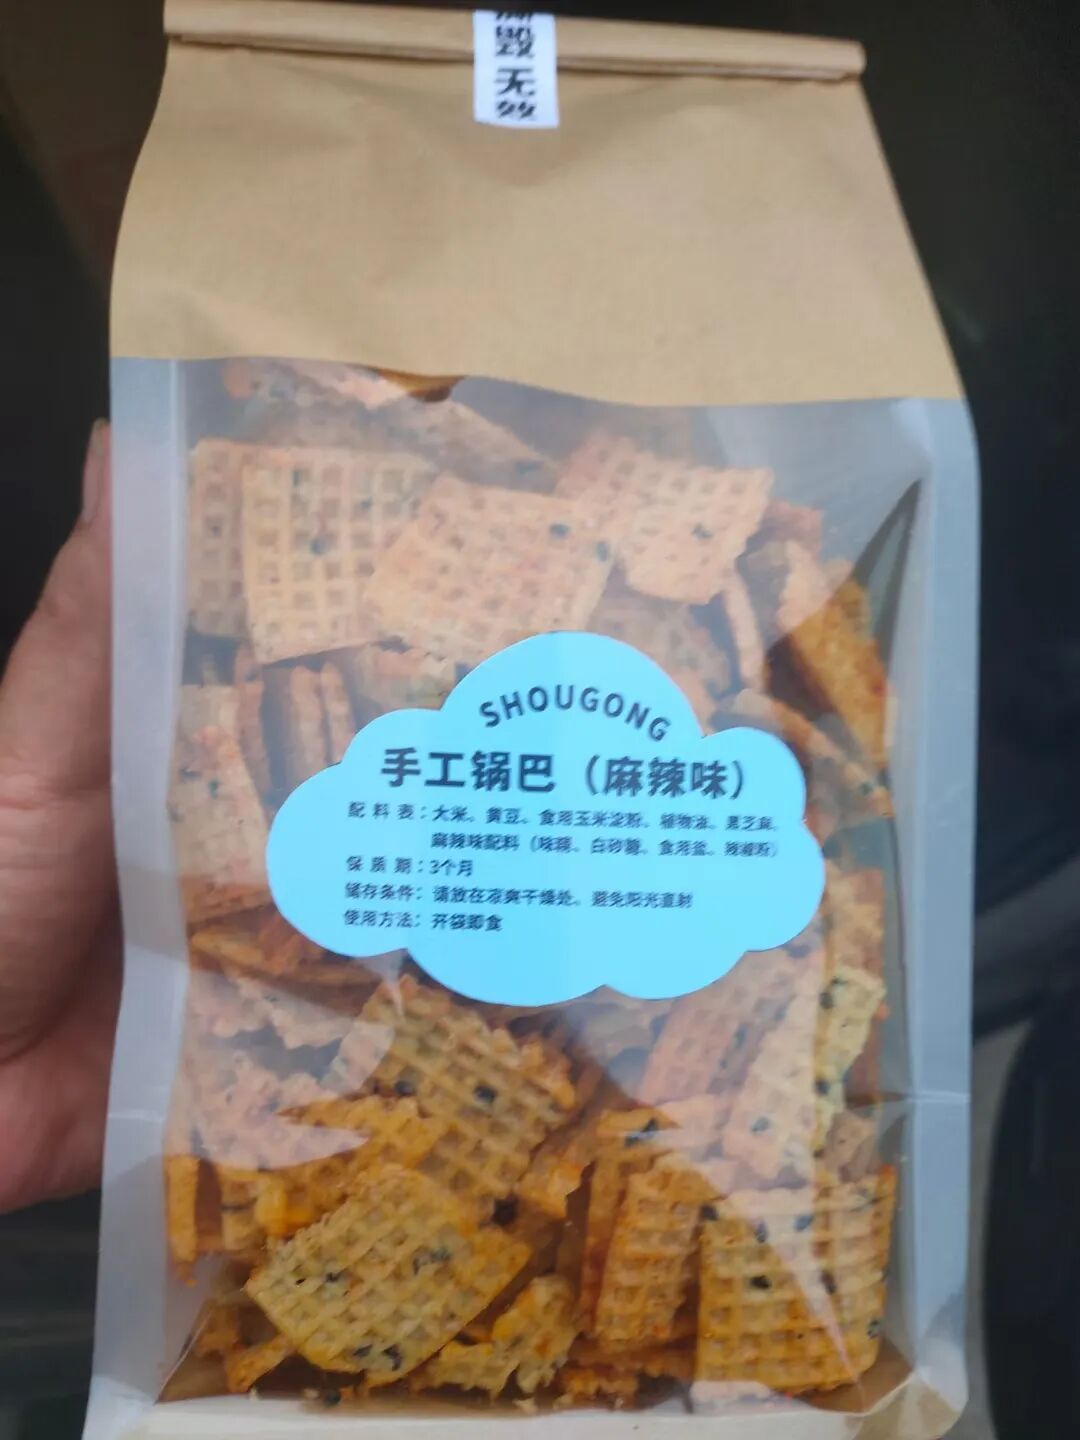 毁
无
效
SHOUGONG
手工锅巴（麻辣味）
配料表：大米、黄豆、食用玉米淀粉、植物油、黑芝麻、
麻辣味配料（味精、白砂糖、食用盐、辣椒粉）
保质期：3个月
储存条件：请放在凉爽干燥处、避免阳光直射
使用方法：开袋即食